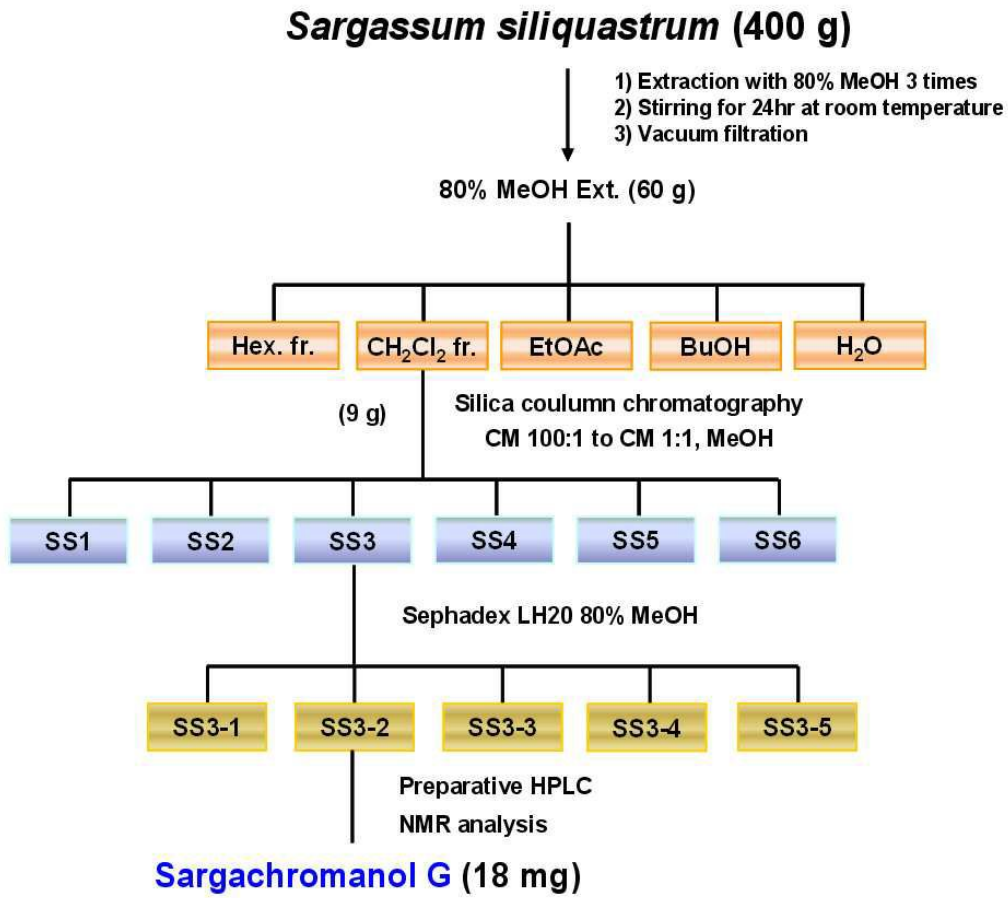 Sargassum siliquastrum (400 g)
1) Extraction with 80% MeOH 3 times
2) Stirring for 24hr at room temperature
3) Vacuum filtration
80% MeOH Ext. (60 g)
Hex. fr. CH₂Cl₂ fr. EtOAc BuOH H₂O
(9 g)
Silica coulumn chromatography
CM 100:1 to CM 1:1, MeOH
SS1 SS2 SS3 SS4 SS5 SS6
Sephadex LH20 80% MeOH
SS3-1 SS3-2 SS3-3 SS3-4 SS3-5
Preparative HPLC
NMR analysis
Sargachromanol G (18 mg)